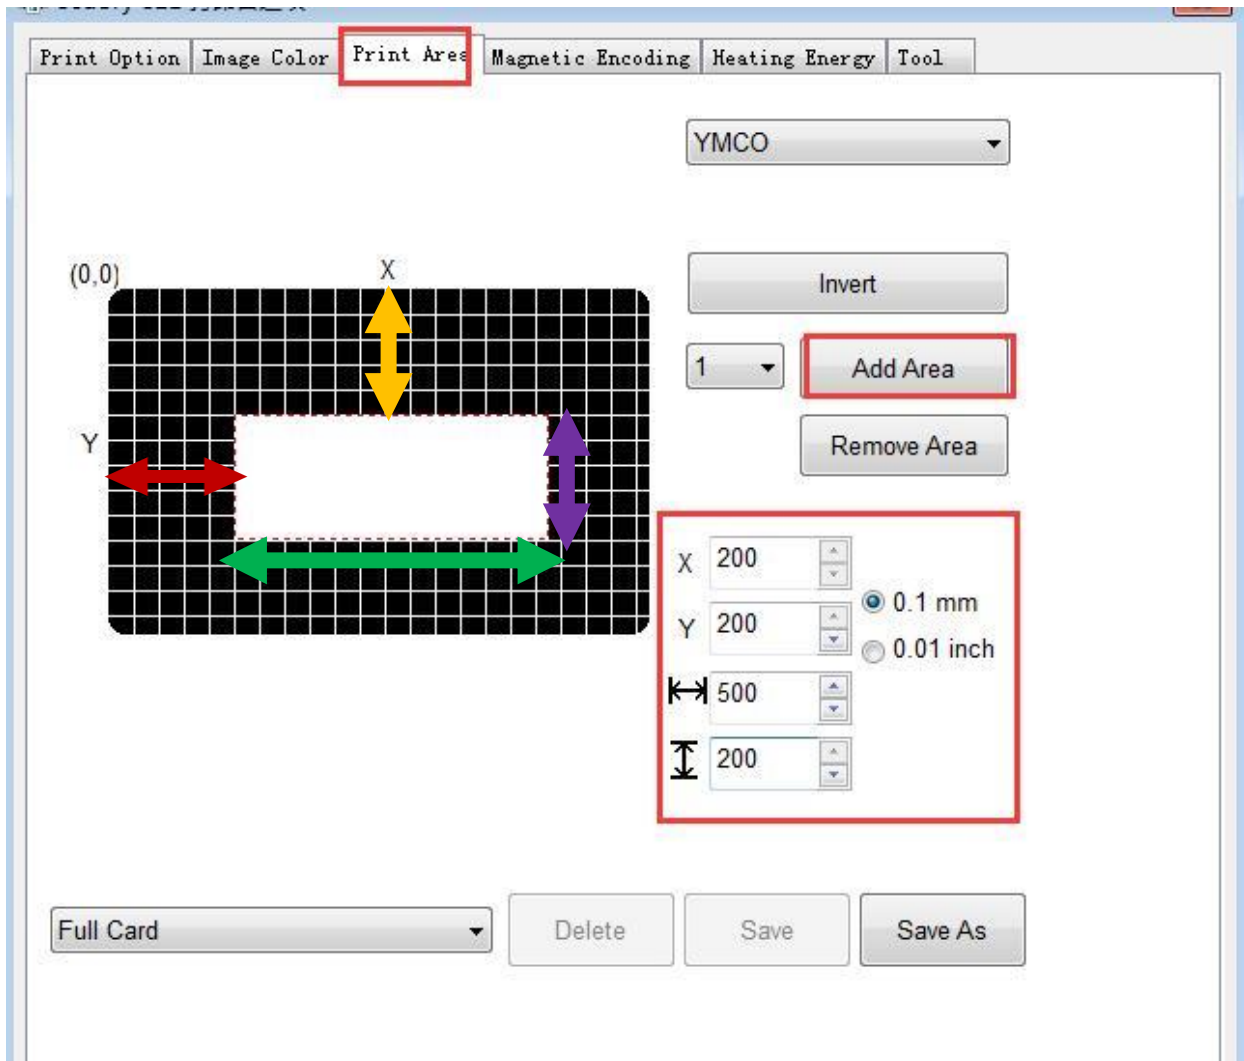 Print Option Image Color Print Area Magnetic Encoding Heating Energy Tool
YMCO
(0,0) X
Invert
1 Add Area
Y
Remove Area
X 200
0.1 mm
Y 200
0.01 inch
500
200
Full Card Delete Save Save As